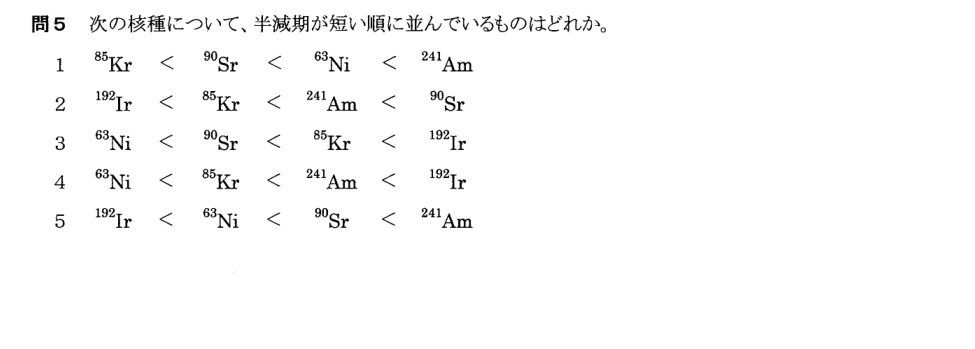 問５ 次の核種について、半減期が短い順に並んでいるものはどれか。
1 ⁸⁵Kr < ⁹⁰Sr < ⁶³Ni < ²⁴¹Am
2 ¹⁹²Ir < ⁸⁵Kr < ²⁴¹Am < ⁹⁰Sr
3 ⁶³Ni < ⁹⁰Sr < ⁸⁵Kr < ¹⁹²Ir
4 ⁶³Ni < ⁸⁵Kr < ²⁴¹Am < ¹⁹²Ir
5 ¹⁹²Ir < ⁶³Ni < ⁹⁰Sr < ²⁴¹Am